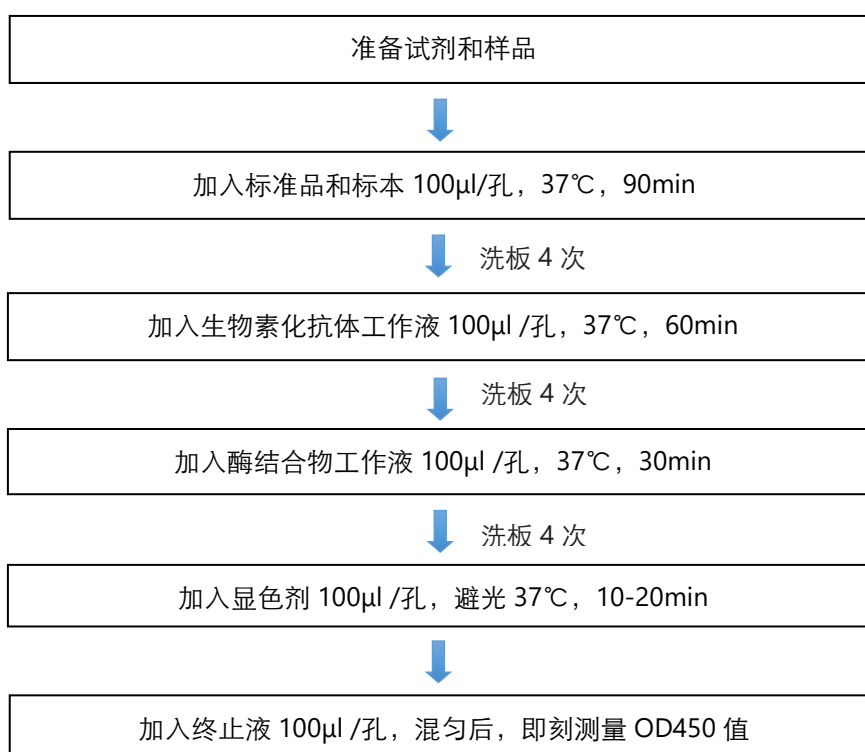 准备试剂和样品
加入标准品和标本 100μl/孔，37℃，90min
洗板 4 次
加入生物素化抗体工作液 100μl /孔，37℃，60min
洗板 4 次
加入酶结合物工作液 100μl /孔，37℃，30min
洗板 4 次
加入显色剂 100μl /孔，避光 37℃，10-20min
加入终止液 100μl /孔，混匀后，即刻测量 OD450 值